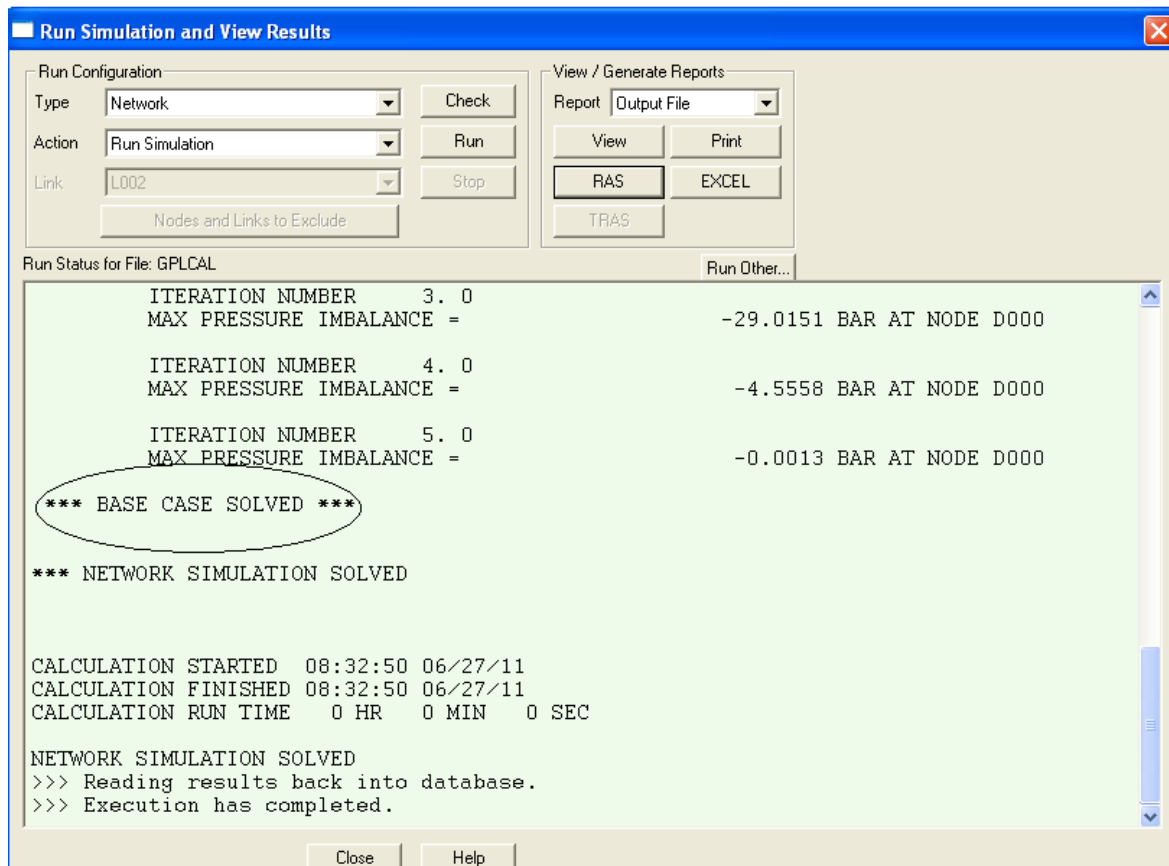 Run Simulation and View Results
Run Configuration
Type Network Check
Action Run Simulation Run
Link L002 Stop
Nodes and Links to Exclude
View / Generate Reports
Report Output File
View Print
RAS EXCEL
TRAS
Run Status for File: GPLCAL
Run Other...
ITERATION NUMBER 3. 0
MAX PRESSURE IMBALANCE = -29.0151 BAR AT NODE D000
ITERATION NUMBER 4. 0
MAX PRESSURE IMBALANCE = -4.5558 BAR AT NODE D000
ITERATION NUMBER 5. 0
MAX PRESSURE IMBALANCE = -0.0013 BAR AT NODE D000
*** BASE CASE SOLVED ***
*** NETWORK SIMULATION SOLVED
CALCULATION STARTED 08:32:50 06/27/11
CALCULATION FINISHED 08:32:50 06/27/11
CALCULATION RUN TIME 0 HR 0 MIN 0 SEC
NETWORK SIMULATION SOLVED
>>> Reading results back into database.
>>> Execution has completed.
Close Help